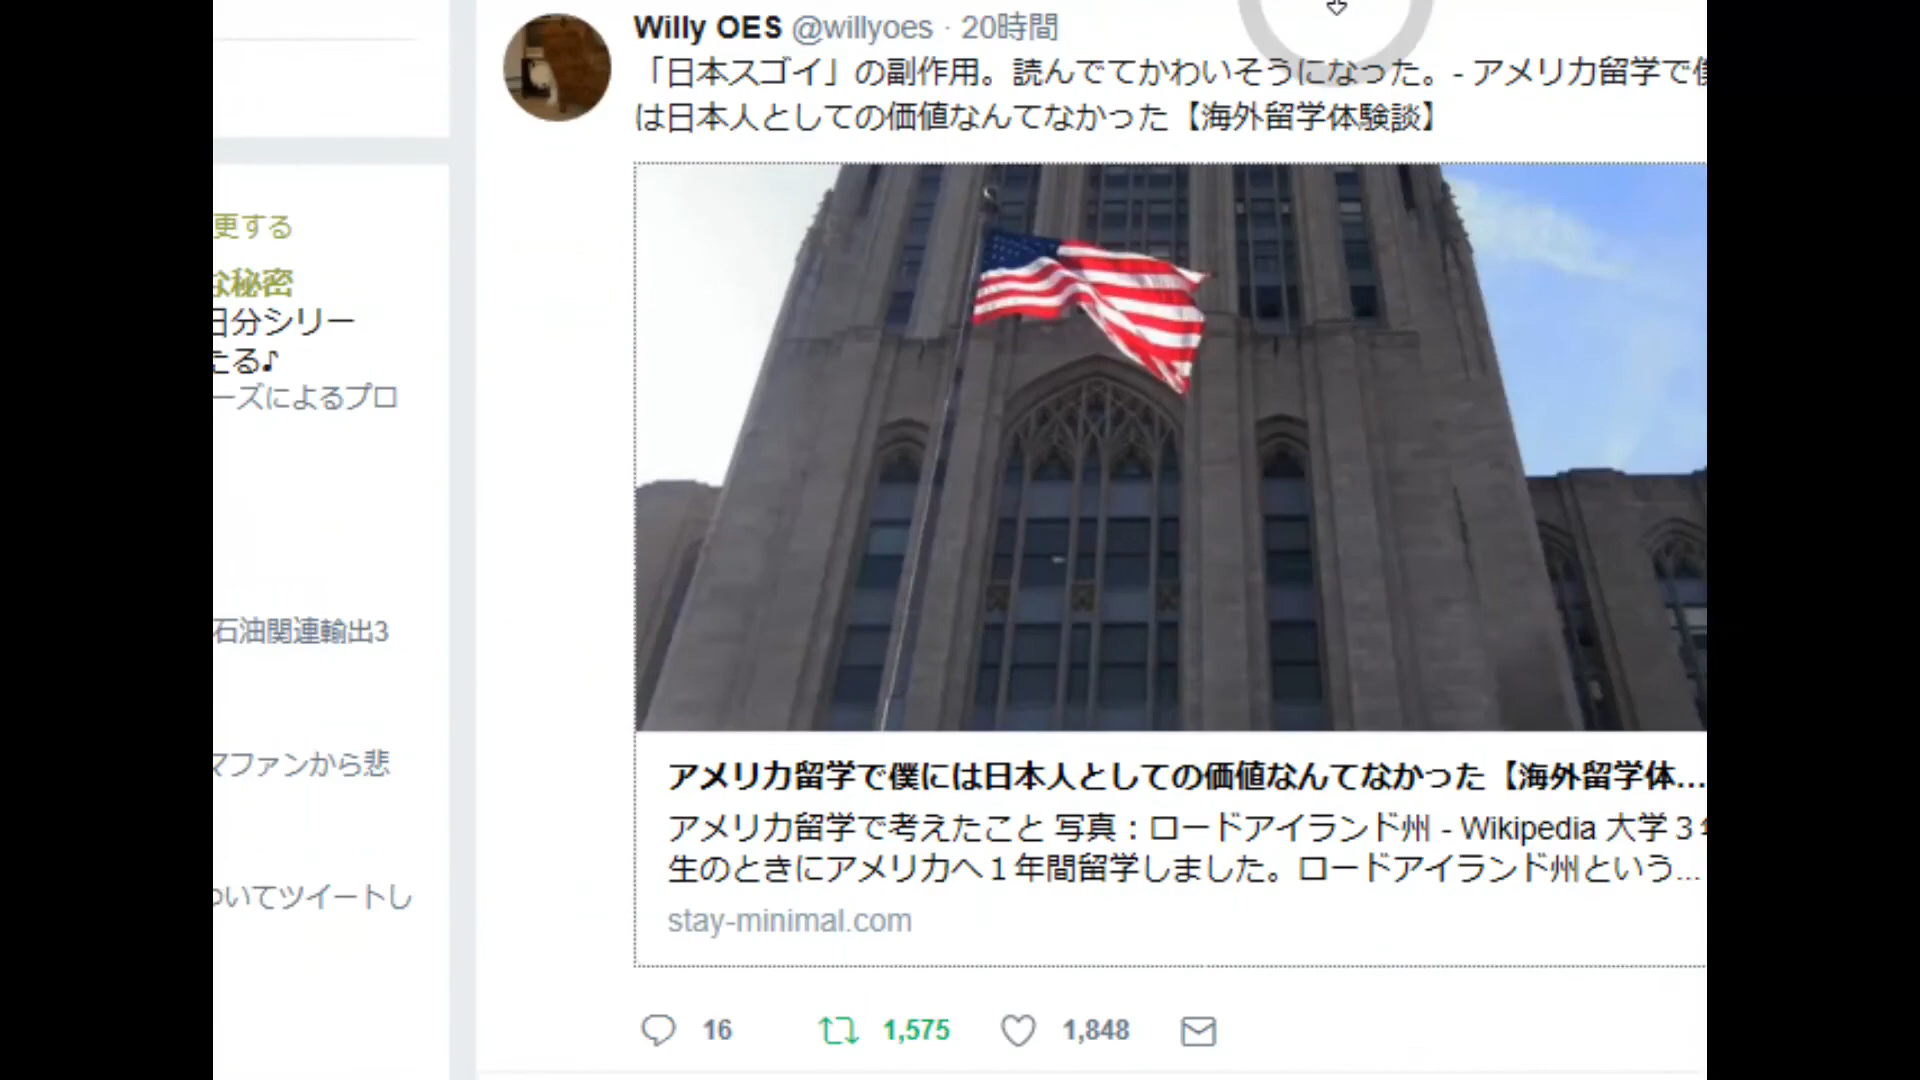 更する
な秘密
日分シリー
たる♪
ーズによるプロ
石油関連輸出3
マファンから悲
ついてツイートし
Willy OES @willyoes · 20時間
「日本スゴイ」の副作用。読んでてかわいそうになった。- アメリカ留学で僕
は日本人としての価値なんてなかった【海外留学体験談】
アメリカ留学で僕には日本人としての価値なんてなかった【海外留学体...
アメリカ留学で考えたこと 写真：ロードアイランド州 - Wikipedia 大学３年
生のときにアメリカへ１年間留学しました。ロードアイランド州という...
stay-minimal.com
16 1,575 1,848